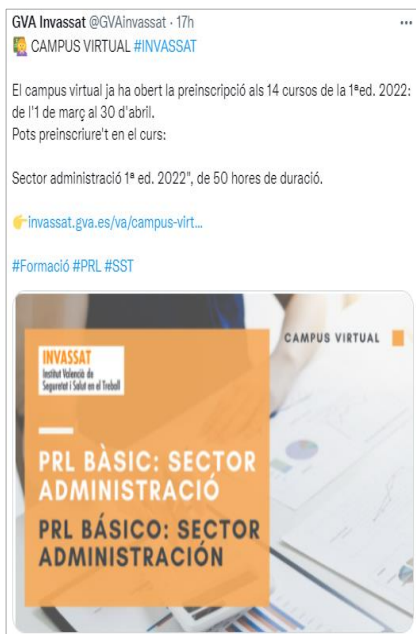 GVA Invassat @GVAinvassat · 17h
CAMPUS VIRTUAL #INVASSAT
El campus virtual ja ha obert la preinscripció als 14 cursos de la 1ªed. 2022:
de l'1 de març al 30 d'abril.
Pots preinscriure't en el curs:
Sector administració 1ª ed. 2022", de 50 hores de duració.
invassat.gva.es/va/campus-virt...
#Formació #PRL #SST
CAMPUS VIRTUAL
INVASSAT
Institut Valencià de
Seguretat i Salut en el Treball
PRL BÀSIC: SECTOR
ADMINISTRACIÓ
PRL BÁSICO: SECTOR
ADMINISTRACIÓN